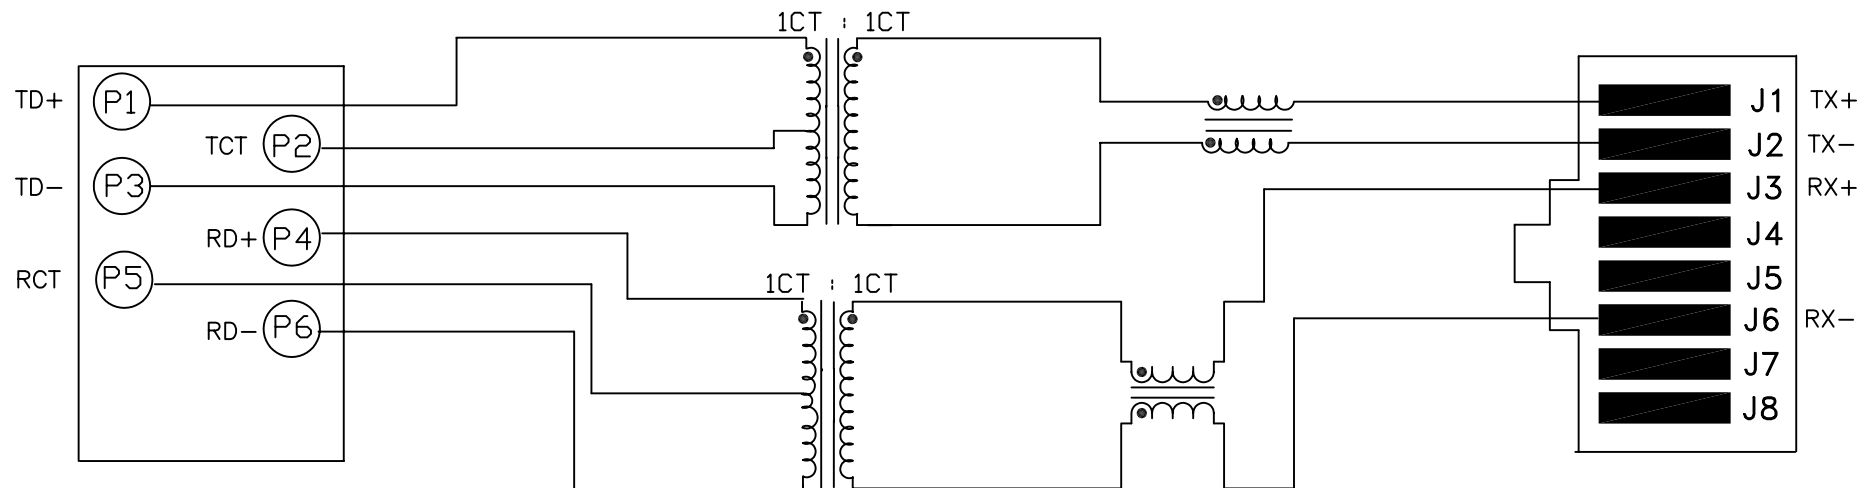 1CT : 1CT
TD+ P1
TCT P2
TD- P3
RD+ P4
RCT P5
RD- P6
1CT : 1CT
J1 TX+
J2 TX-
J3 RX+
J4
J5
J6 RX-
J7
J8